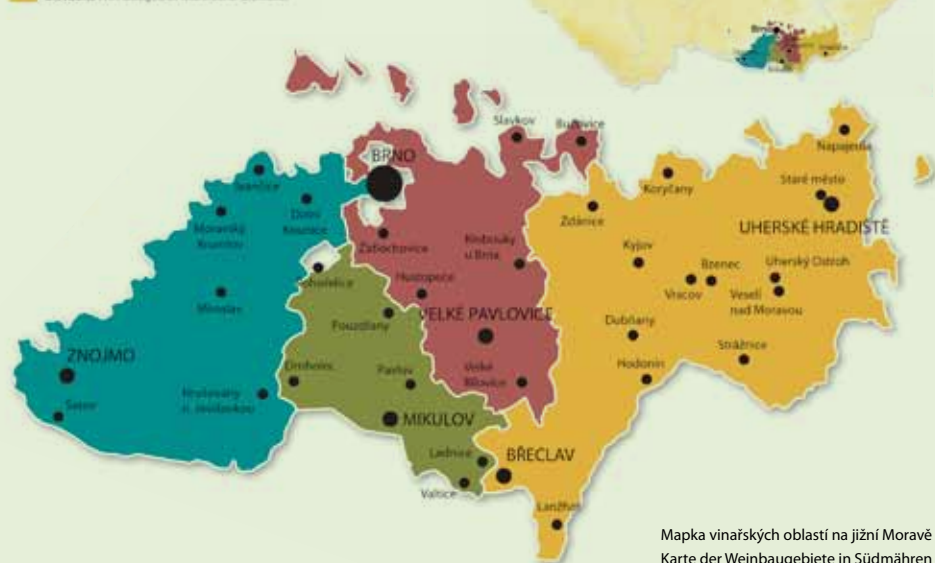 Slavkov
Bučovice
BRNO
Napajedla
Ivančice
Staré město
Koryčany
Dolní
Kounice
Moravský
Krumlov
Ždánice
UHERSKÉ HRADIŠTĚ
Židlochovice
Klobouky
u Brna
Kyjov
Pohořelice
Bzenec
Uherský Ostroh
Hustopeče
Vracov
Veselí
nad Moravou
Miroslav
Pouzdřany
VELKÉ PAVLOVICE
Dubňany
Strážnice
ZNOJMO
Drnholec
Pavlov
Velké
Bílovice
Hodonín
Hrušovany
n. Jevišovkou
Šatov
MIKULOV
Lednice
BŘECLAV
Valtice
Lanžhot
Mapka vinařských oblastí na jižní Moravě
Karte der Weinbaugebiete in Südmähren